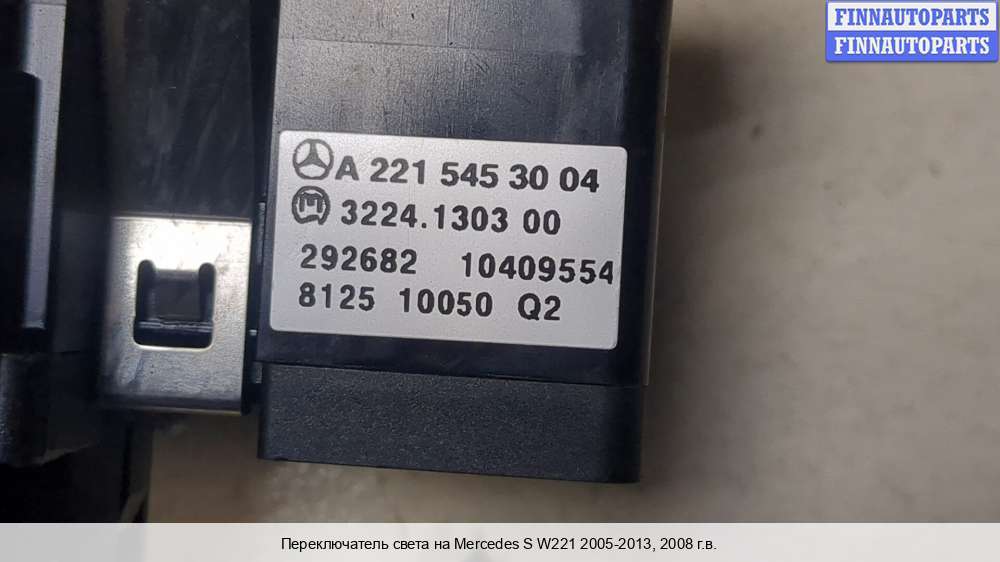 FINNAUTOPARTS
FINNAUTOPARTS
A 221 545 30 04
3224.1303 00
292682 10409554
8125 10050 Q2
Переключатель света на Mercedes S W221 2005-2013, 2008 г.в.